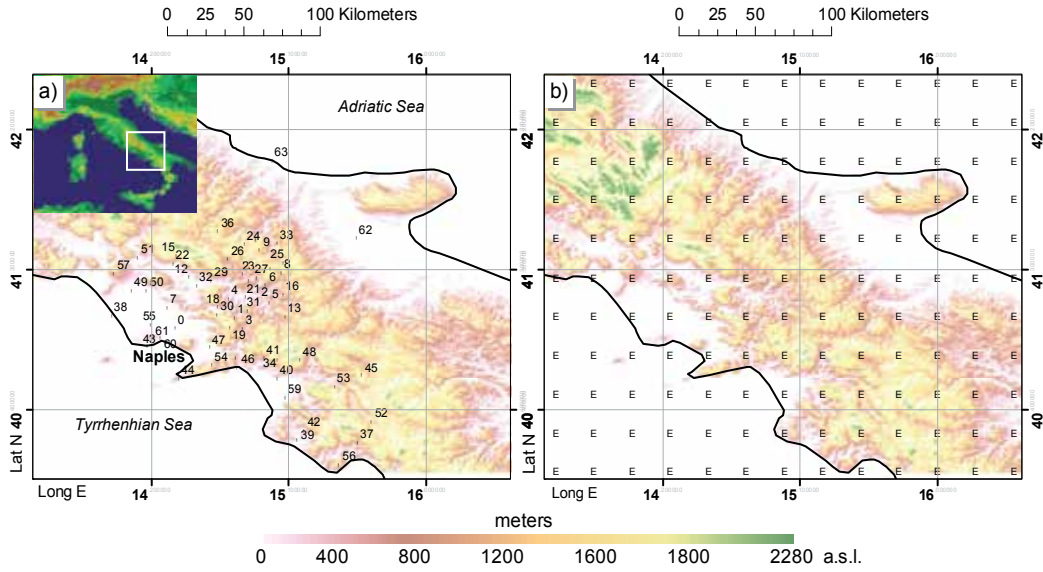 0 25 50 100 Kilometers
0 25 50 100 Kilometers
14 15 16
14 15 16
a)
Adriatic Sea
b)
42
42
63
36
24 9 33
62
5 15 22
26 25
57 12
23 27 8
41
41
49 50
32 29
6 16
38 7
18 4 21 2 5
30 1 31 13
55 0
3
61
19
43 60
47
Naples
54 46 34 41 48
44
40 45
59 53
40
40
Tyrrhenhian Sea
42 52
39 37
56
Lat N
Lat N
Long E
Long E
14 15 16
14 15 16
E E E E E E E E E E E E
E E E E E E E E E E E E
E E E E E E E E E E E E
E E E E E E E E E E E E
E E E E E E E E E E E E
E E E E E E E E E E E E
E E E E E E E E E E E E
E E E E E E E E E E E E
E E E E E E E E E E E E
E E E E E E E E E E E E
E E E E E E E E E E E E
meters
0 400 800 1200 1600 1800 2280 a.s.l.